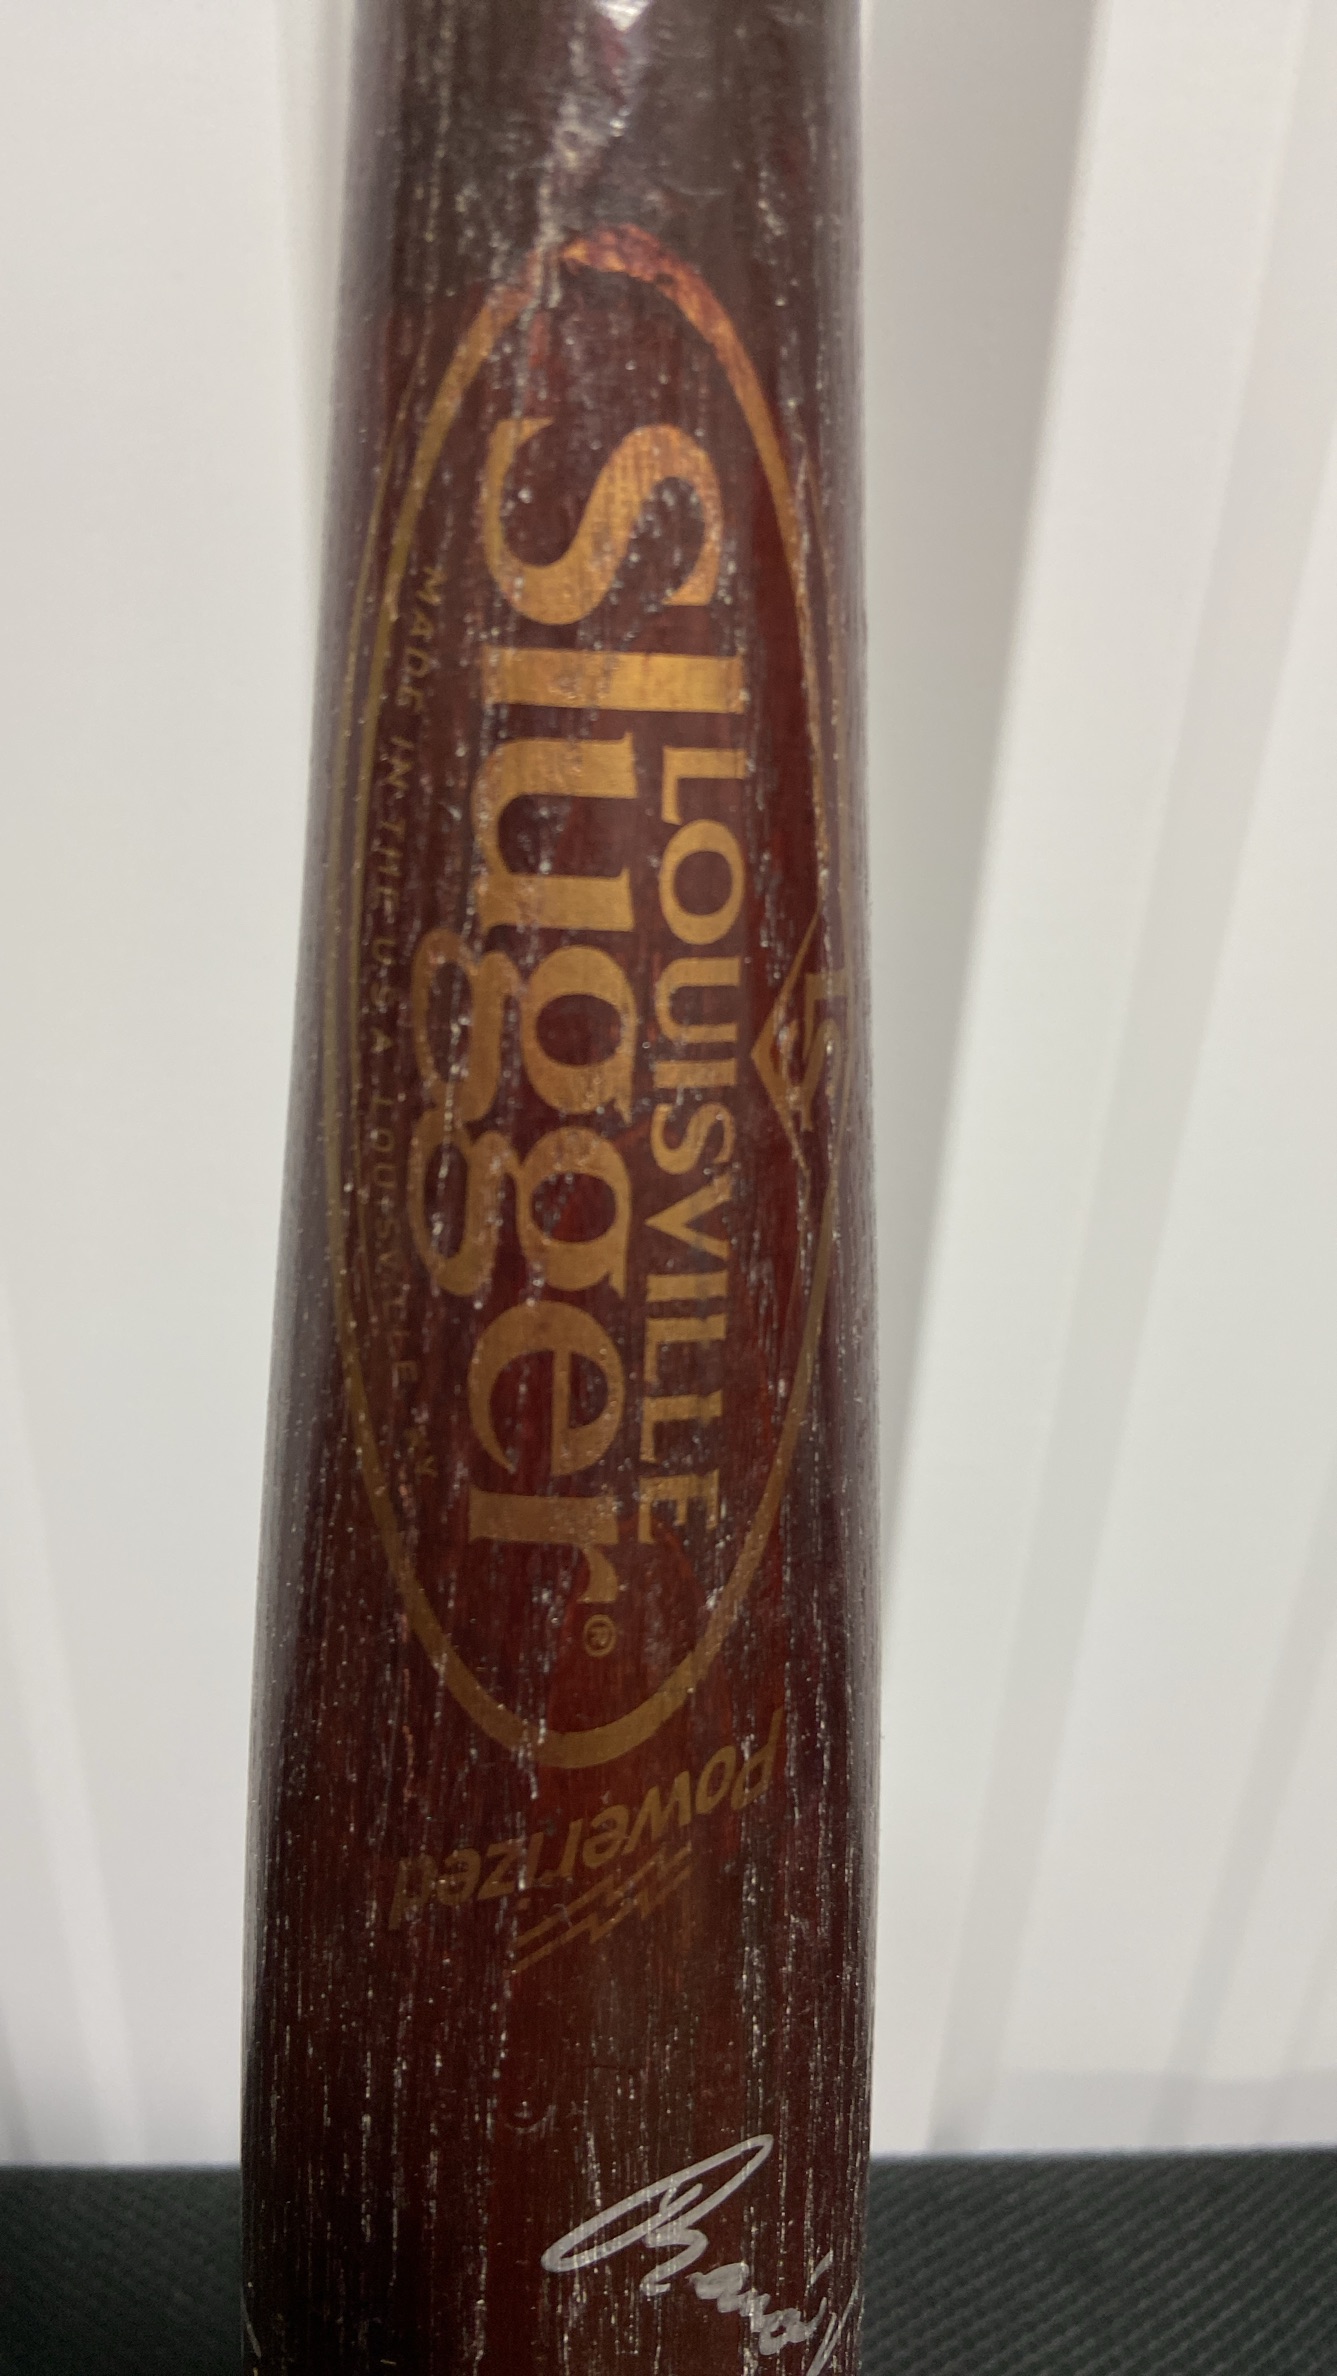 LS
LOUISVILLE
Slugger®
MADE IN THE U.S.A. LOUISVILLE, KY
Powerized